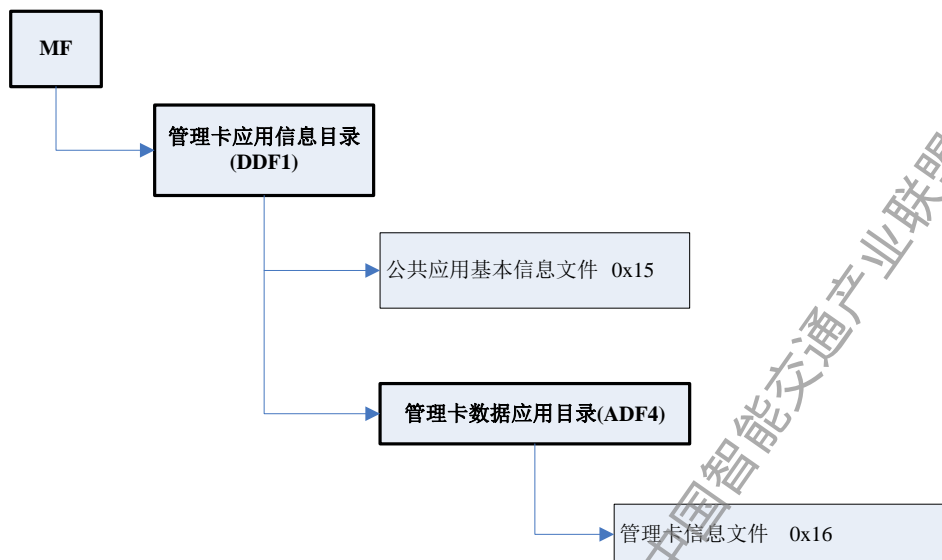 MF
管理卡应用信息目录
(DDF1)
公共应用基本信息文件 0x15
管理卡数据应用目录(ADF4)
管理卡信息文件 0x16
中国智能交通产业联盟